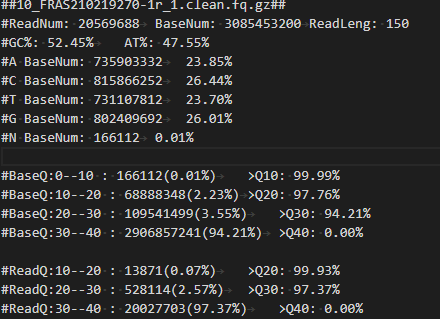 ##10_FRAS210219270-1r_1.clean.fq.gz##
#ReadNum: 20569688 BaseNum: 3085453200 ReadLeng: 150
#GC%: 52.45% AT%: 47.55%
#A BaseNum: 735903332 23.85%
#C BaseNum: 815866252 26.44%
#T BaseNum: 731107812 23.70%
#G BaseNum: 802409692 26.01%
#N BaseNum: 166112 0.01%
#BaseQ:0--10 : 166112(0.01%) >Q10: 99.99%
#BaseQ:10--20 : 68888348(2.23%) >Q20: 97.76%
#BaseQ:20--30 : 109541499(3.55%) >Q30: 94.21%
#BaseQ:30--40 : 2906857241(94.21%) >Q40: 0.00%
#ReadQ:10--20 : 13871(0.07%) >Q20: 99.93%
#ReadQ:20--30 : 528114(2.57%) >Q30: 97.37%
#ReadQ:30--40 : 20027703(97.37%) >Q40: 0.00%